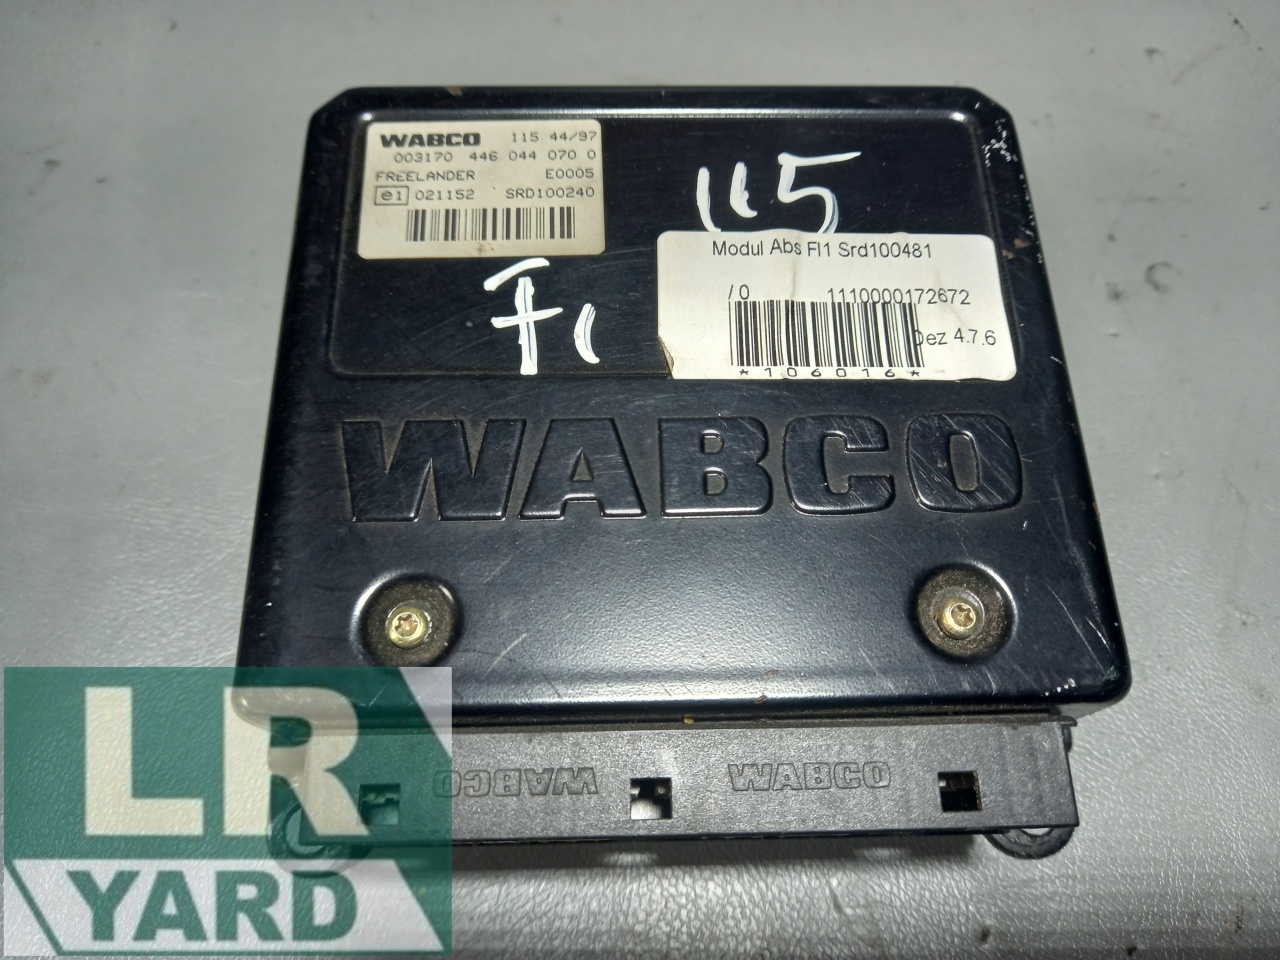 WABCO 115 44/97
003170 446 044 070 0
FREELANDER E0005
e1 021152 SRD100240
115
F1
Modul Abs Fl1 Srd100481
/0 1110000172672
Dez 4.7.6
*106016*
WABCO
WABCO WABCO
LR
YARD